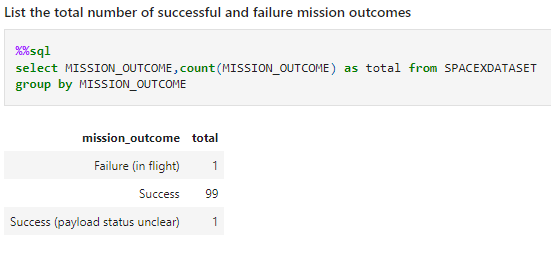 List the total number of successful and failure mission outcomes
%%sql
select MISSION_OUTCOME,count(MISSION_OUTCOME) as total from SPACEXDATASET
group by MISSION_OUTCOME
mission_outcome total
Failure (in flight) 1
Success 99
Success (payload status unclear) 1